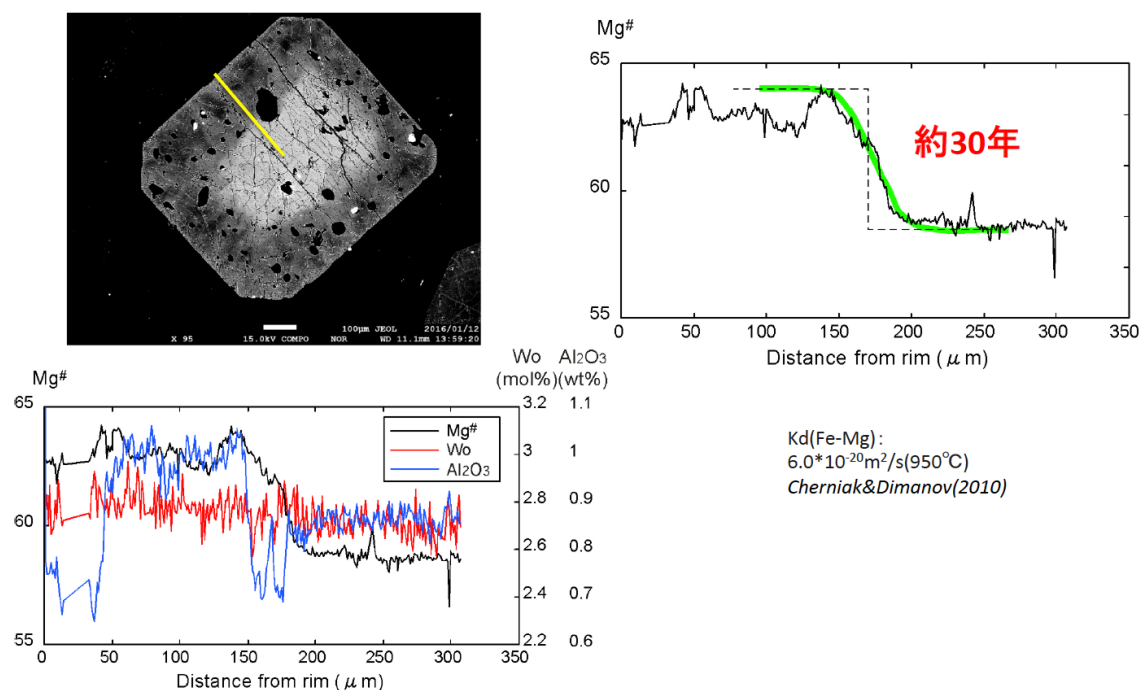 100μm JEOL 2016/01/12
X 95 15.0kV COMPO NOR WD 11.1mm 13:59:20
Mg#
65
60
55
0 50 100 150 200 250 300 350
Distance from rim ( μ m)
約30年
Wo Al2O3
(mol%) (wt%)
Mg#
65
60
55
3.2
3
2.8
2.6
2.4
2.2
1.1
1
0.9
0.8
0.7
0.6
Mg#
Wo
Al2O3
0 50 100 150 200 250 300 350
Distance from rim ( μ m)
Kd(Fe-Mg) :
6.0*10-20m2/s(950℃)
Cherniak&Dimanov(2010)